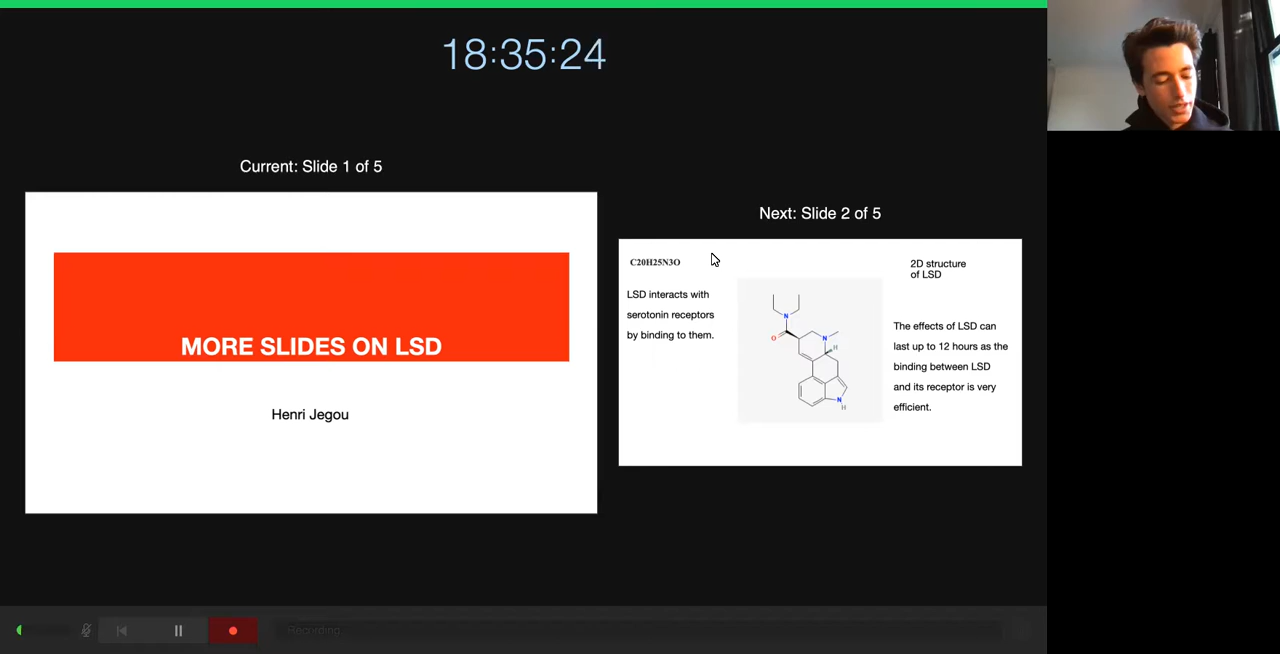 18:35:24
Current: Slide 1 of 5
MORE SLIDES ON LSD
Henri Jegou
Next: Slide 2 of 5
C20H25N3O
LSD interacts with
serotonin receptors
by binding to them.
N
O
N
H
N
H
2D structure
of LSD
The effects of LSD can
last up to 12 hours as the
binding between LSD
and its receptor is very
efficient.
Recording